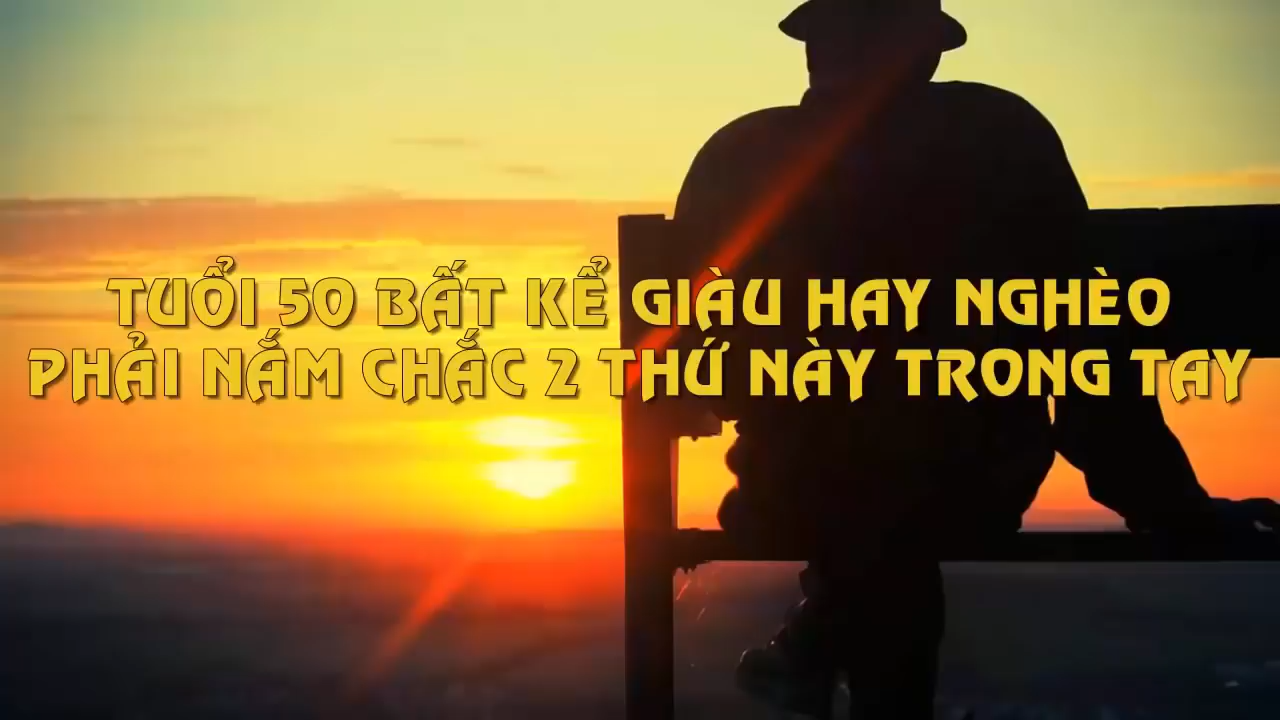 TUỔI 50 BẤT KỂ GIÀU HAY NGHÈO
PHẢI NẮM CHẮC 2 THỨ NÀY TRONG TAY